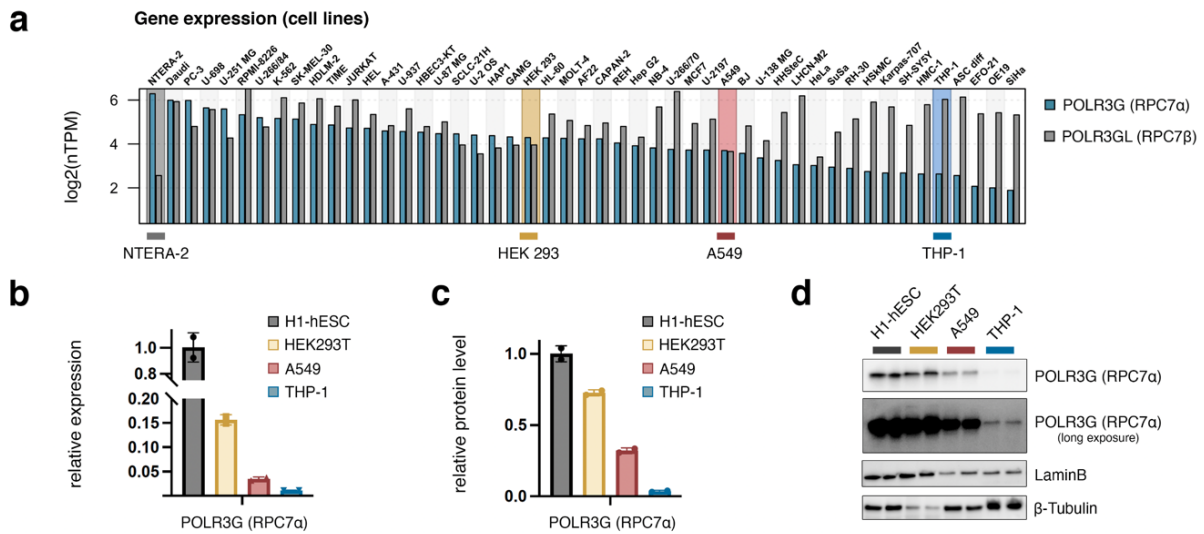 a
Gene expression (cell lines)
NTERA-2
Daudi
PC-3
U-698
U-251 MG
RPMI-8226
U-266/84
K-562
SK-MEL-30
HDLM-2
TIME
JURKAT
HEL
A-431
U-937
HBEC3-KT
U-87 MG
SCLC-21H
U-2 OS
HAP1
GAMG
HEK 293
HL-60
MOLT-4
AF22
CAPAN-2
REH
Hep G2
NB-4
U-266/70
MCF7
U-2197
A549
BJ
U-138 MG
HHSteC
LHCN-M2
HeLa
SuSa
RH-30
HSkMC
Karpas-707
SH-SY5Y
HMC-1
THP-1
ASC diff
EFO-21
OE19
SiHa
log2(nTPM)
6
4
2
POLR3G (RPC7α)
POLR3GL (RPC7β)
NTERA-2
HEK 293
A549
THP-1
b
relative expression
1.0
0.8
0.20
0.15
0.10
0.05
H1-hESC
HEK293T
A549
THP-1
POLR3G (RPC7α)
c
relative protein level
1.0
0.5
0.0
H1-hESC
HEK293T
A549
THP-1
POLR3G (RPC7α)
d
H1-hESC
HEK293T
A549
THP-1
POLR3G (RPC7α)
POLR3G (RPC7α)
(long exposure)
LaminB
β-Tubulin